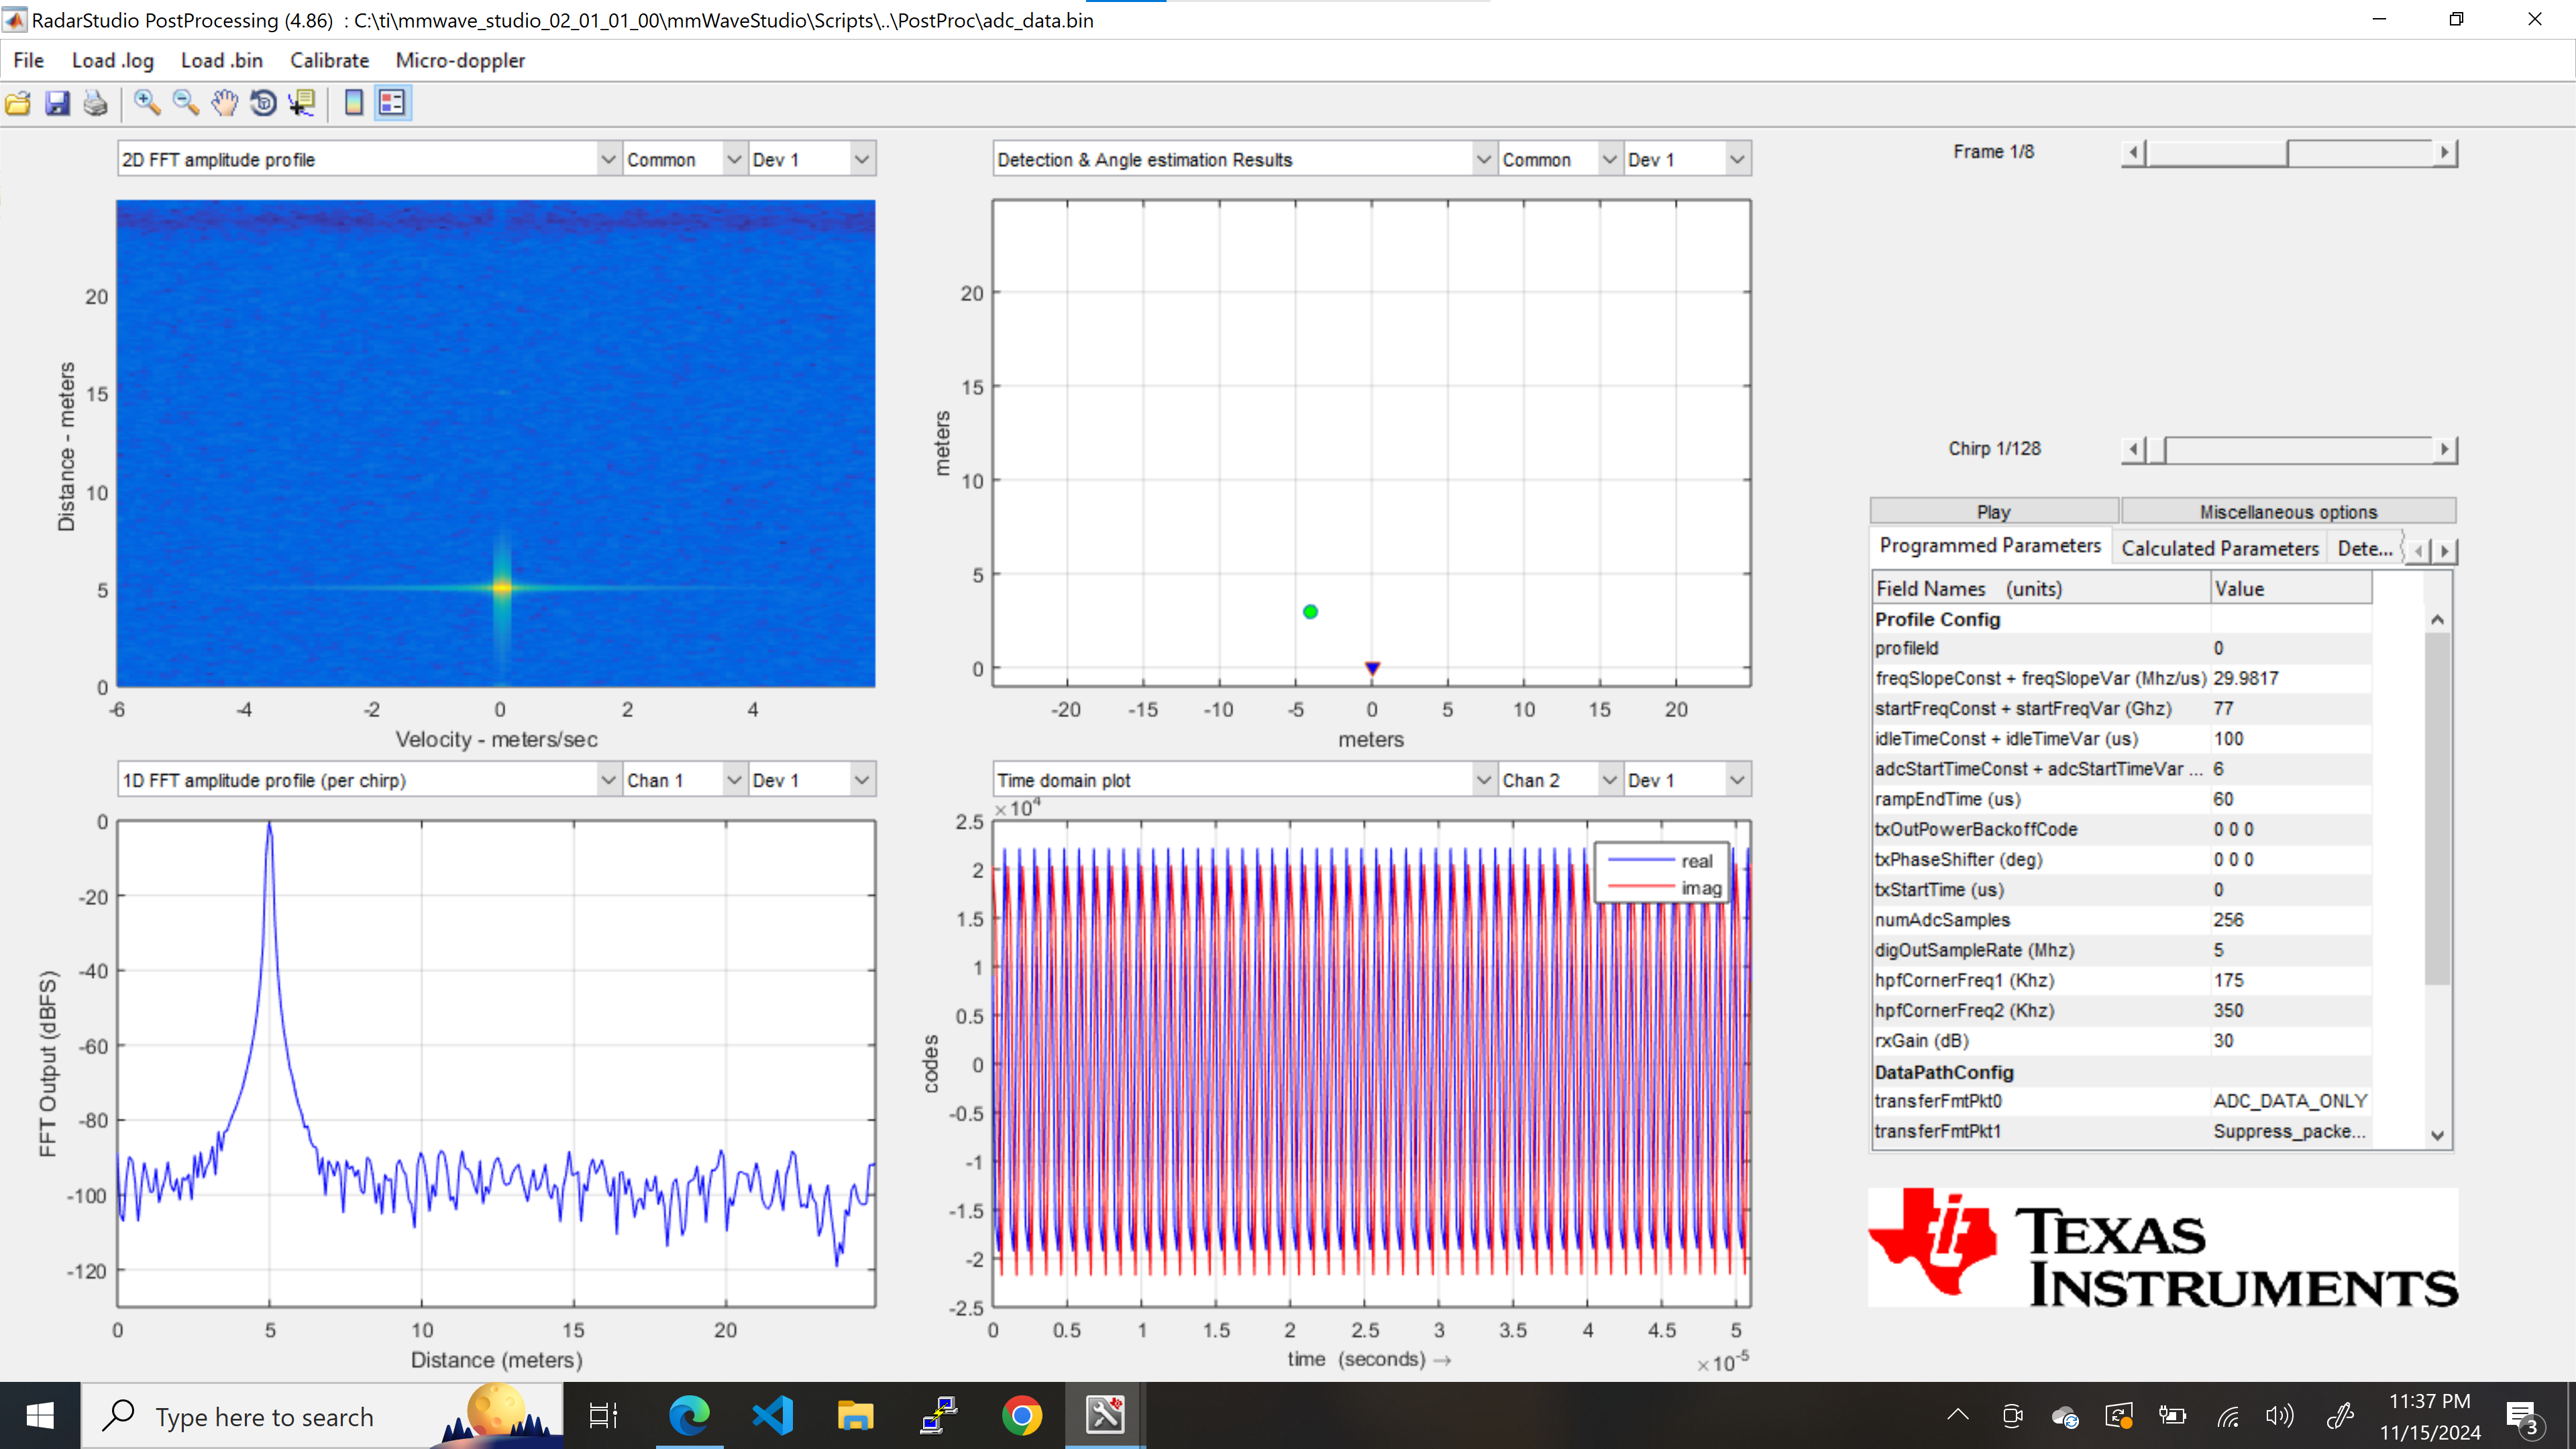 RadarStudio PostProcessing (4.86)  : C:\ti\mmwave_studio_02_01_01_00\mmWaveStudio\Scripts\..\PostProc\adc_data.bin
File Load .log Load .bin Calibrate Micro-doppler
2D FFT amplitude profile Common Dev 1
20
15
10
5
0
Distance - meters
-6 -4 -2 0 2 4
Velocity - meters/sec
Detection & Angle estimation Results Common Dev 1
20
15
10
5
0
meters
-20 -15 -10 -5 0 5 10 15 20
meters
1D FFT amplitude profile (per chirp) Chan 1 Dev 1
0
-20
-40
-60
-80
-100
-120
FFT Output (dBFS)
0 5 10 15 20
Distance (meters)
Time domain plot Chan 2 Dev 1
×10⁴
2.5
2
1.5
1
0.5
0
-0.5
-1
-1.5
-2
-2.5
codes
real
imag
0 0.5 1 1.5 2 2.5 3 3.5 4 4.5 5
time (seconds) →
×10⁻⁵
Frame 1/8
Chirp 1/128
Play Miscellaneous options
Programmed Parameters Calculated Parameters Dete...
Field Names (units) Value
Profile Config
profileId 0
freqSlopeConst + freqSlopeVar (Mhz/us) 29.9817
startFreqConst + startFreqVar (Ghz) 77
idleTimeConst + idleTimeVar (us) 100
adcStartTimeConst + adcStartTimeVar ... 6
rampEndTime (us) 60
txOutPowerBackoffCode 0 0 0
txPhaseShifter (deg) 0 0 0
txStartTime (us) 0
numAdcSamples 256
digOutSampleRate (Mhz) 5
hpfCornerFreq1 (Khz) 175
hpfCornerFreq2 (Khz) 350
rxGain (dB) 30
DataPathConfig
transferFmtPkt0 ADC_DATA_ONLY
transferFmtPkt1 Suppress_packe...
TEXAS
INSTRUMENTS
Type here to search
11:37 PM
11/15/2024
3